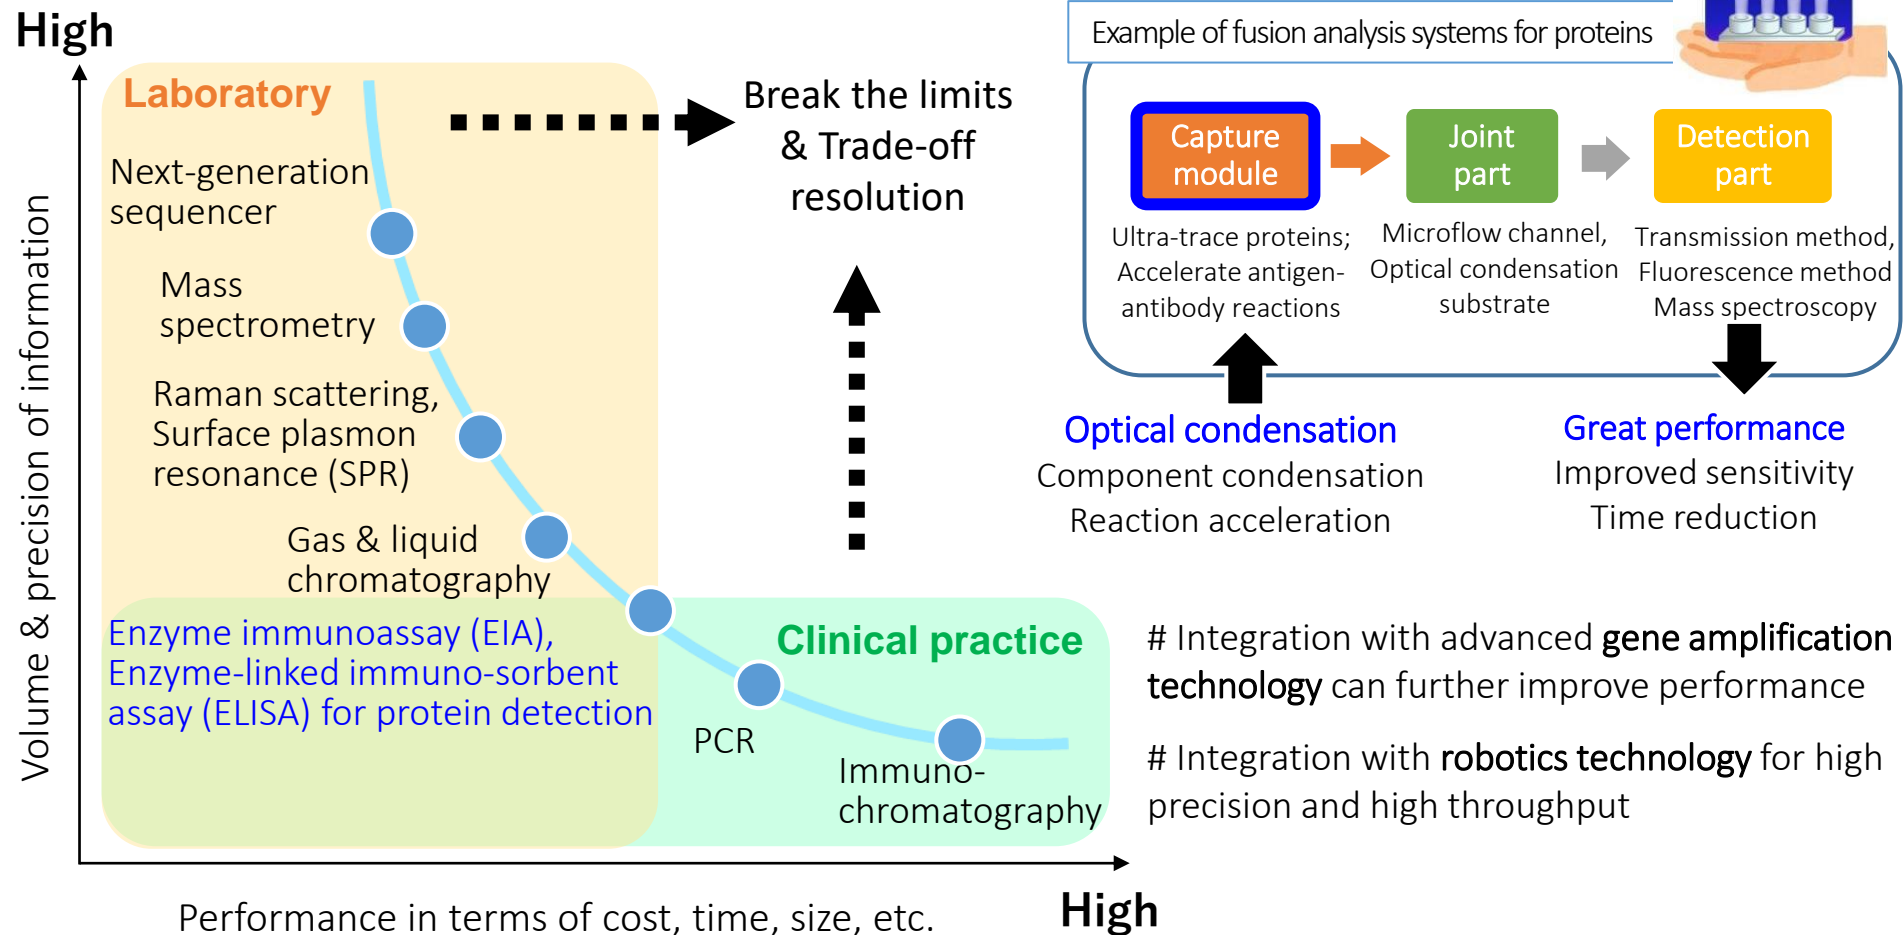 High
Laboratory
Next-generation
sequencer
Mass
spectrometry
Raman scattering,
Surface plasmon
resonance (SPR)
Gas & liquid
chromatography
Enzyme immunoassay (EIA),
Enzyme-linked immuno-sorbent
assay (ELISA) for protein detection
Clinical practice
PCR
Immuno-
chromatography
Volume & precision of information
Performance in terms of cost, time, size, etc.
High
Break the limits
& Trade-off
resolution
Example of fusion analysis systems for proteins
Capture
module
Joint
part
Detection
part
Ultra-trace proteins;
Accelerate antigen-
antibody reactions
Microflow channel,
Optical condensation
substrate
Transmission method,
Fluorescence method
Mass spectroscopy
Optical condensation
Component condensation
Reaction acceleration
Great performance
Improved sensitivity
Time reduction
# Integration with advanced gene amplification
technology can further improve performance
# Integration with robotics technology for high
precision and high throughput